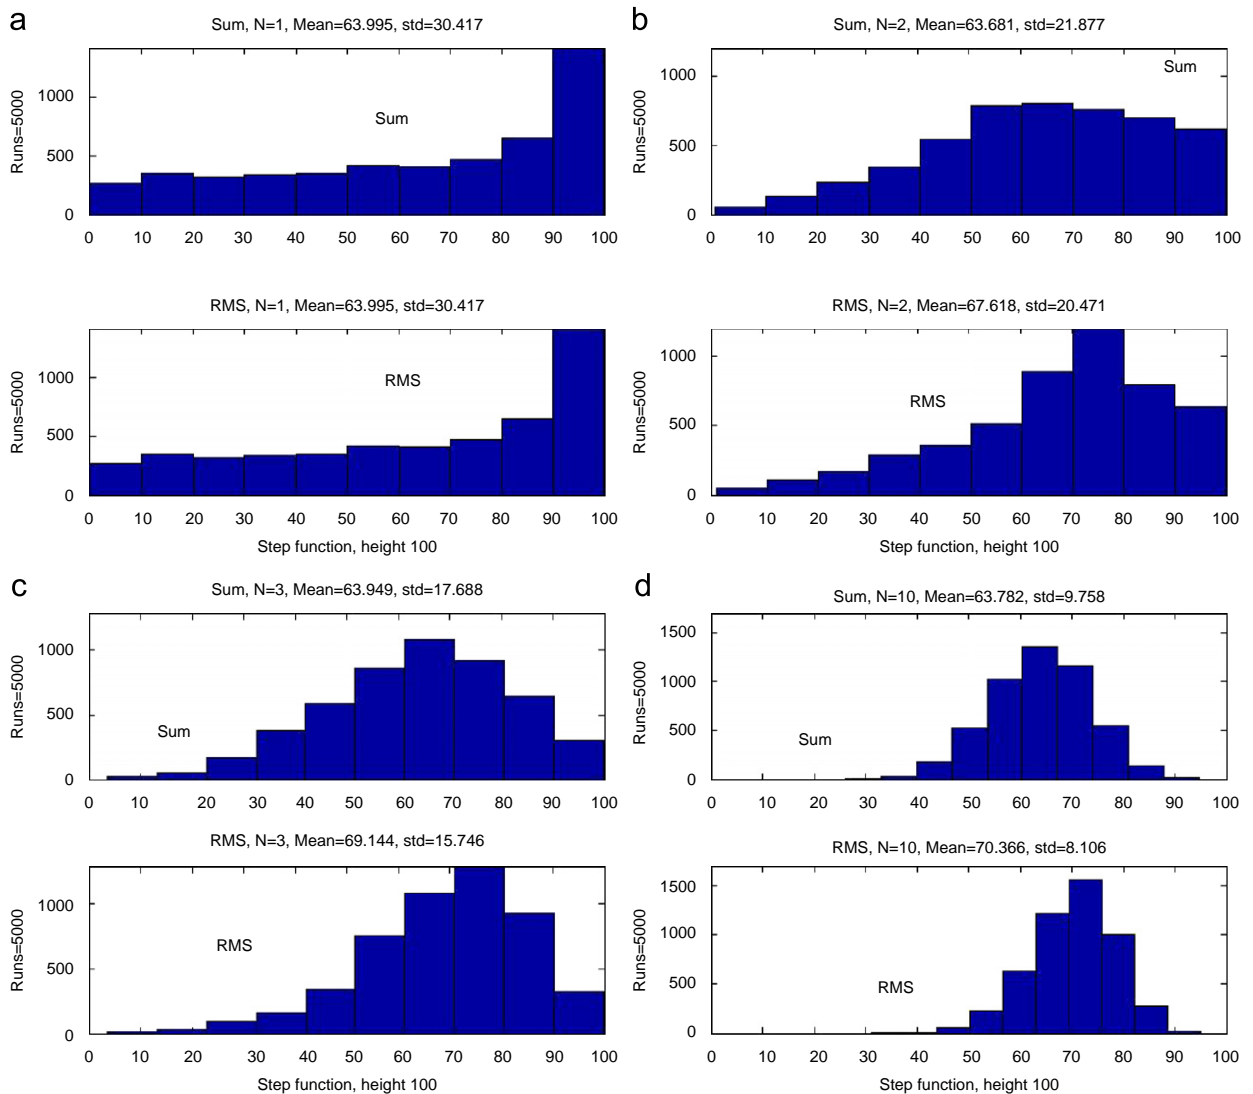 a
Sum, N=1, Mean=63.995, std=30.417
Runs=5000
1000
500
0
Sum
0 10 20 30 40 50 60 70 80 90 100
RMS, N=1, Mean=63.995, std=30.417
Runs=5000
1000
500
0
RMS
0 10 20 30 40 50 60 70 80 90 100
Step function, height 100
b
Sum, N=2, Mean=63.681, std=21.877
Runs=5000
1000
500
0
Sum
0 10 20 30 40 50 60 70 80 90 100
RMS, N=2, Mean=67.618, std=20.471
Runs=5000
1000
500
0
RMS
0 10 20 30 40 50 60 70 80 90 100
Step function, height 100
c
Sum, N=3, Mean=63.949, std=17.688
Runs=5000
1000
500
0
Sum
0 10 20 30 40 50 60 70 80 90 100
RMS, N=3, Mean=69.144, std=15.746
Runs=5000
1000
500
0
RMS
0 10 20 30 40 50 60 70 80 90 100
Step function, height 100
d
Sum, N=10, Mean=63.782, std=9.758
Runs=5000
1500
1000
500
0
Sum
0 10 20 30 40 50 60 70 80 90 100
RMS, N=10, Mean=70.366, std=8.106
Runs=5000
1500
1000
500
0
RMS
0 10 20 30 40 50 60 70 80 90 100
Step function, height 100